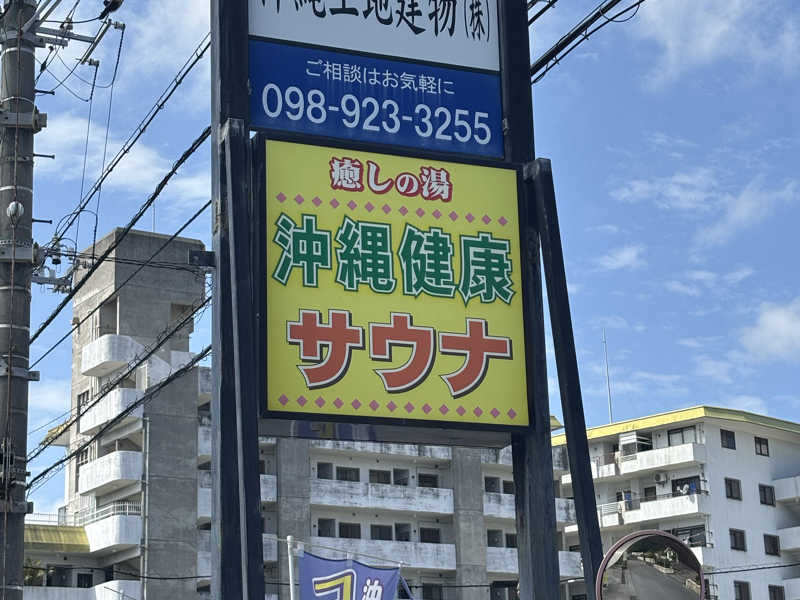 沖縄土地建物㈱
ご相談はお気軽に
098-923-3255
癒しの湯
沖縄健康
サウナ
沖